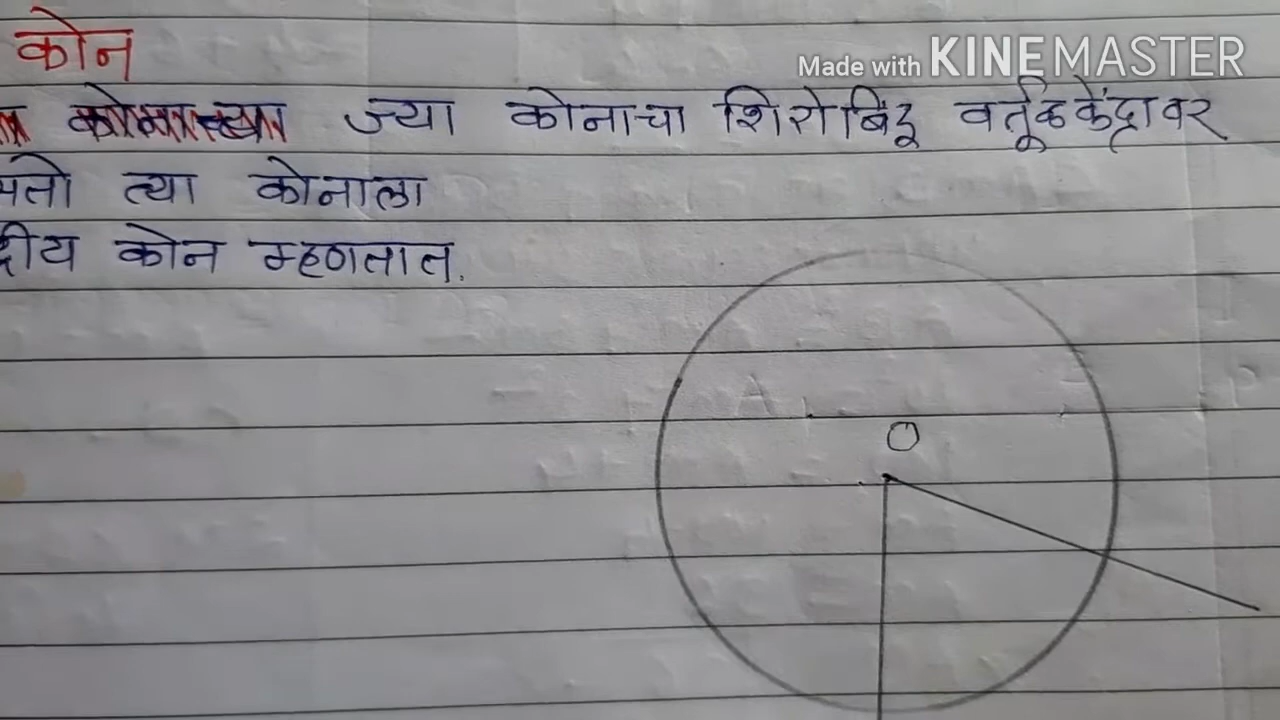 Made with KINEMASTER
कोन
ज्या कोनाचा शिरोबिंदू वर्तुळकेंद्रावर
त्या कोनाला
कोन म्हणतात.
A
P
O